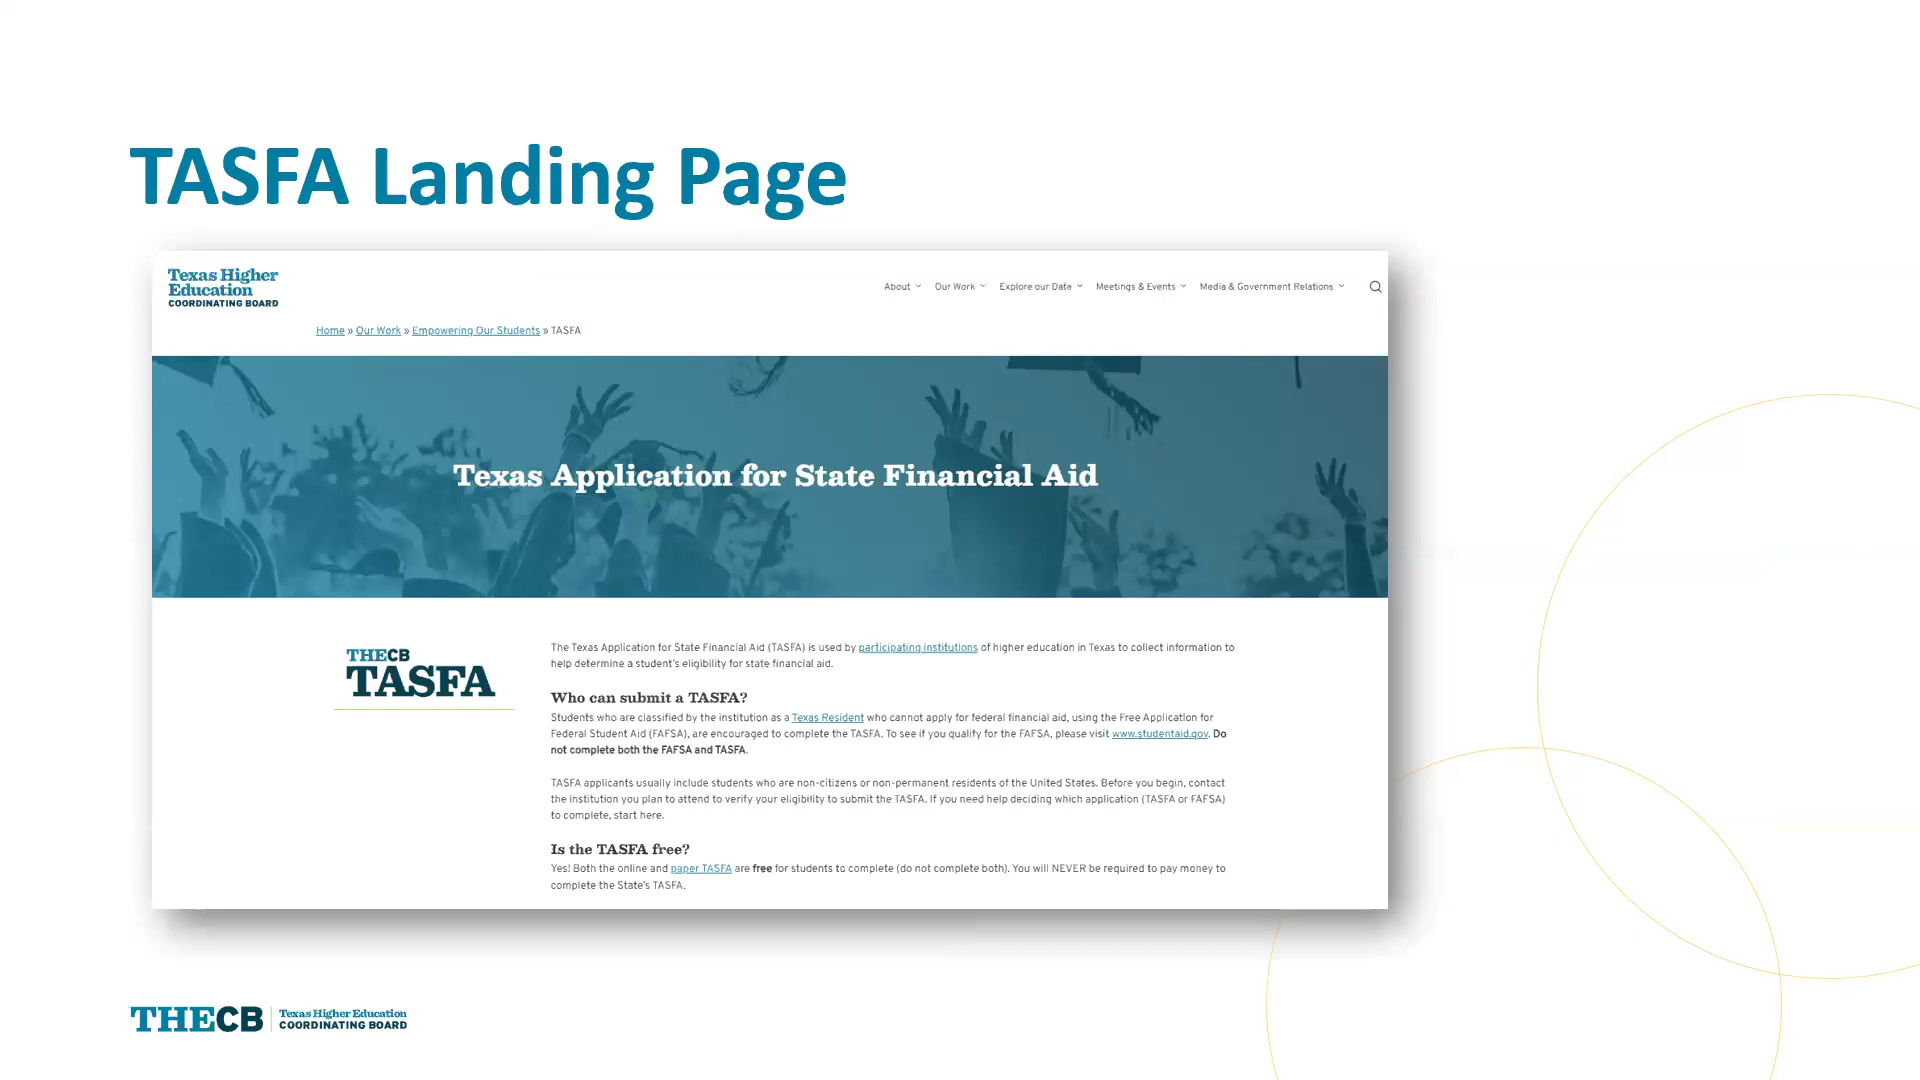 TASFA Landing Page
Texas Higher
Education
COORDINATING BOARD
About Our Work Explore our Data Meetings & Events Media & Government Relations
Home » Our Work » Empowering Our Students » TASFA
Texas Application for State Financial Aid
THECB
TASFA
The Texas Application for State Financial Aid (TASFA) is used by participating institutions of higher education in Texas to collect information to
help determine a student's eligibility for state financial aid.
Who can submit a TASFA?
Students who are classified by the institution as a Texas Resident who cannot apply for federal financial aid, using the Free Application for
Federal Student Aid (FAFSA), are encouraged to complete the TASFA. To see if you qualify for the FAFSA, please visit www.studentaid.gov. Do
not complete both the FAFSA and TASFA.
TASFA applicants usually include students who are non-citizens or non-permanent residents of the United States. Before you begin, contact
the institution you plan to attend to verify your eligibility to submit the TASFA. If you need help deciding which application (TASFA or FAFSA)
to complete, start here.
Is the TASFA free?
Yes! Both the online and paper TASFA are free for students to complete (do not complete both). You will NEVER be required to pay money to
complete the State's TASFA.
THECB
Texas Higher Education
COORDINATING BOARD